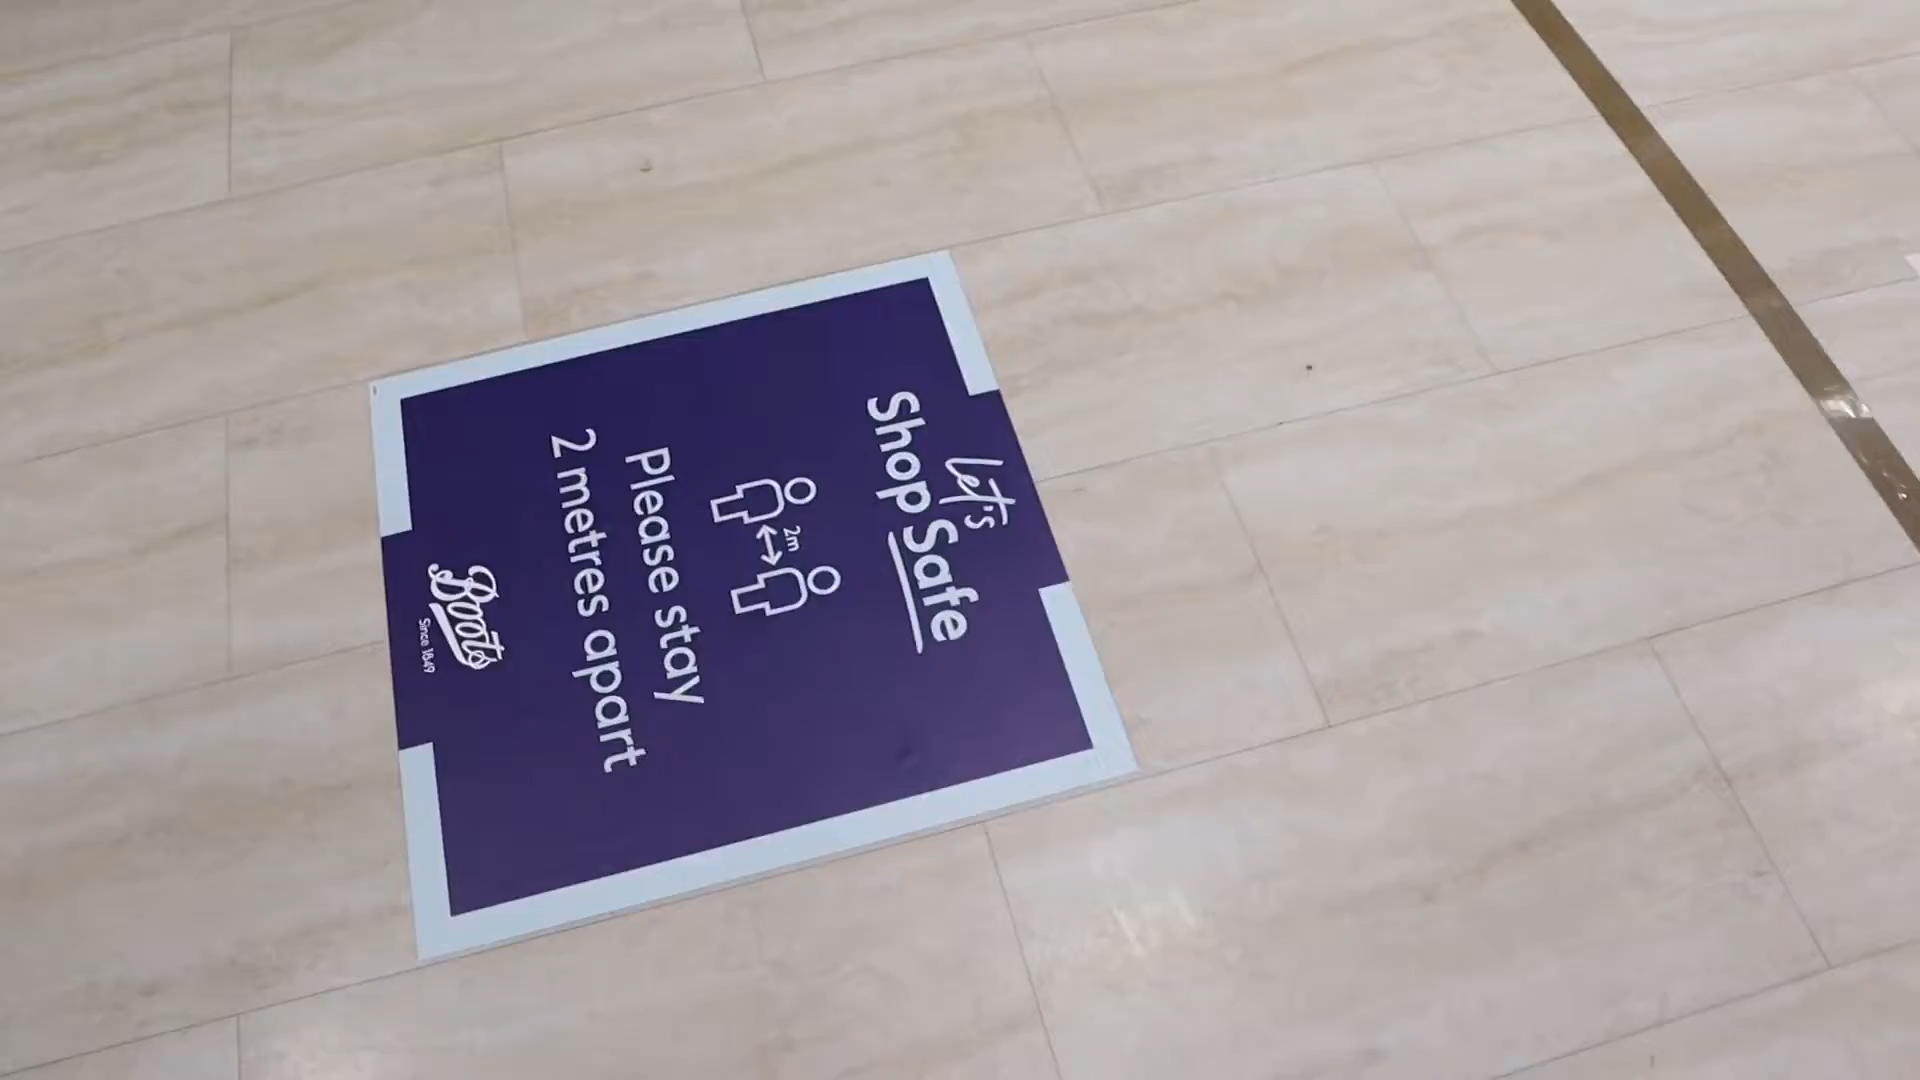 Let's
Shop Safe
2m
Please stay
2 metres apart
Boots
Since 1849